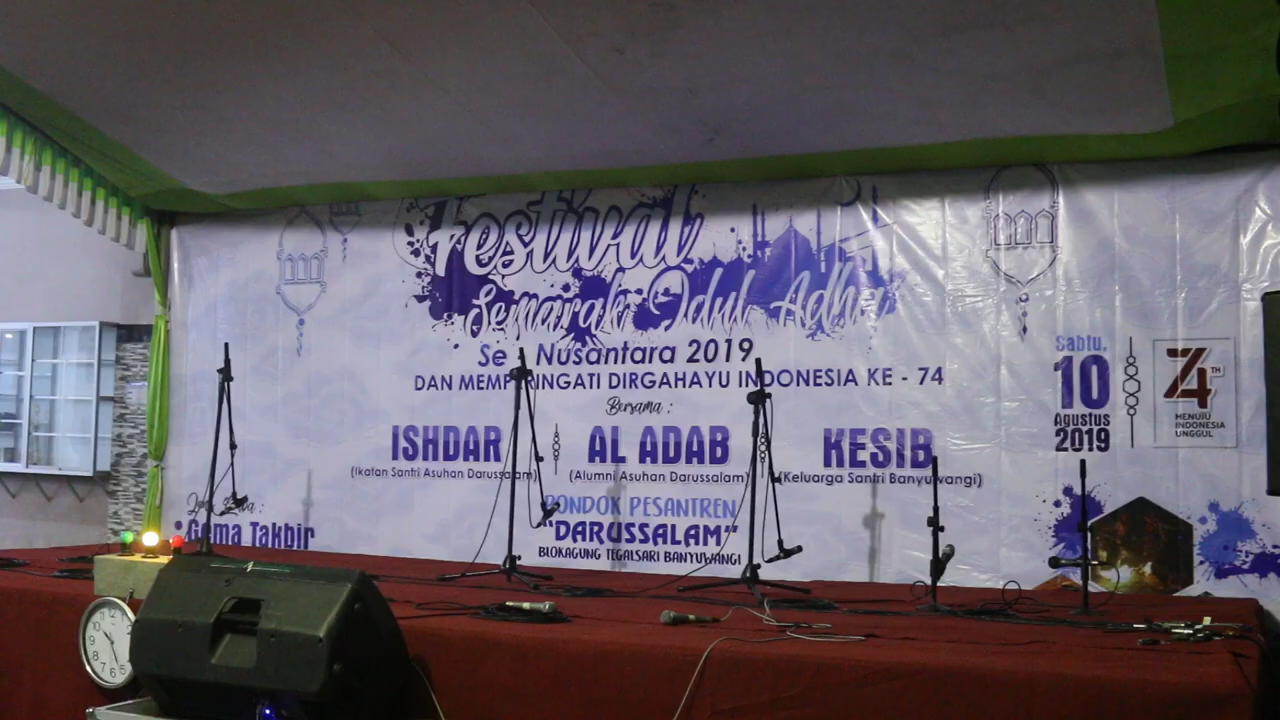 Festival
Semarak Idul Adha
Se - Nusantara 2019
DAN MEMPERINGATI DIRGAHAYU INDONESIA KE - 74
Bersama :
ISHDAR
(Ikatan Santri Asuhan Darussalam)
AL ADAB
(Alumni Asuhan Darussalam)
KESIB
(Keluarga Santri Banyuwangi)
PONDOK PESANTREN
"DARUSSALAM"
BLOKAGUNG TEGALSARI BANYUWANGI
Gema Takbir
Sabtu,
10
Agustus
2019
74TH
MENUJU
INDONESIA
UNGGUL